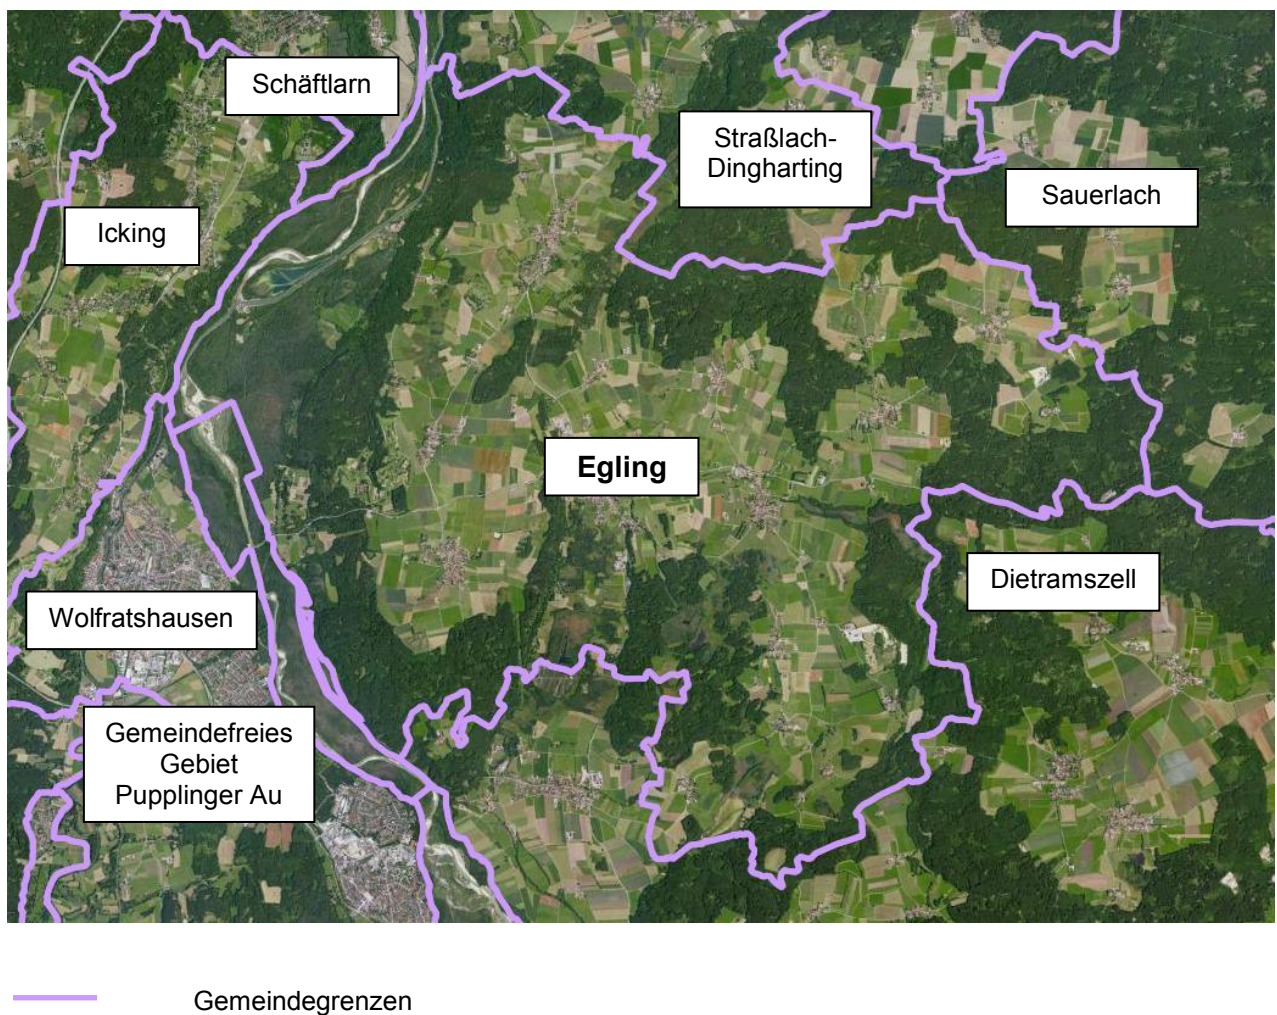 Schäftlarn
Straßlach-
Dingharting
Sauerlach
Icking
Egling
Dietramszell
Wolfratshausen
Gemeindefreies
Gebiet
Pupplinger Au
Gemeindegrenzen